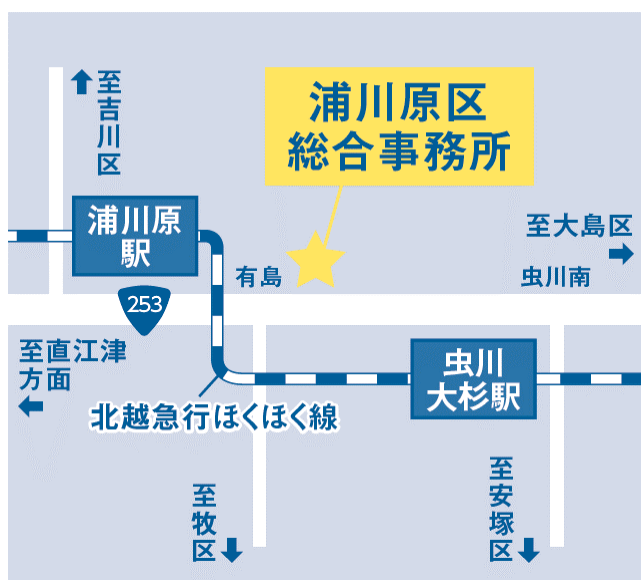 浦川原区
総合事務所
至吉川区
浦川原
駅
至大島区
有島
虫川南
253
至直江津
方面
虫川
大杉駅
北越急行ほくほく線
至牧区
至安塚区